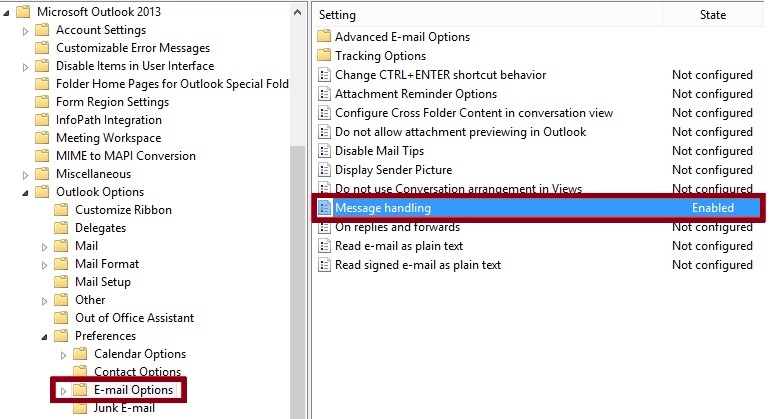 Microsoft Outlook 2013
Account Settings
Customizable Error Messages
Disable Items in User Interface
Folder Home Pages for Outlook Special Fold
Form Region Settings
InfoPath Integration
Meeting Workspace
MIME to MAPI Conversion
Miscellaneous
Outlook Options
Customize Ribbon
Delegates
Mail
Mail Format
Mail Setup
Other
Out of Office Assistant
Preferences
Calendar Options
Contact Options
E-mail Options
Junk E-mail
Setting State
Advanced E-mail Options
Tracking Options
Change CTRL+ENTER shortcut behavior Not configured
Attachment Reminder Options Not configured
Configure Cross Folder Content in conversation view Not configured
Do not allow attachment previewing in Outlook Not configured
Disable Mail Tips Not configured
Display Sender Picture Not configured
Do not use Conversation arrangement in Views Not configured
Message handling Enabled
On replies and forwards Not configured
Read e-mail as plain text Not configured
Read signed e-mail as plain text Not configured